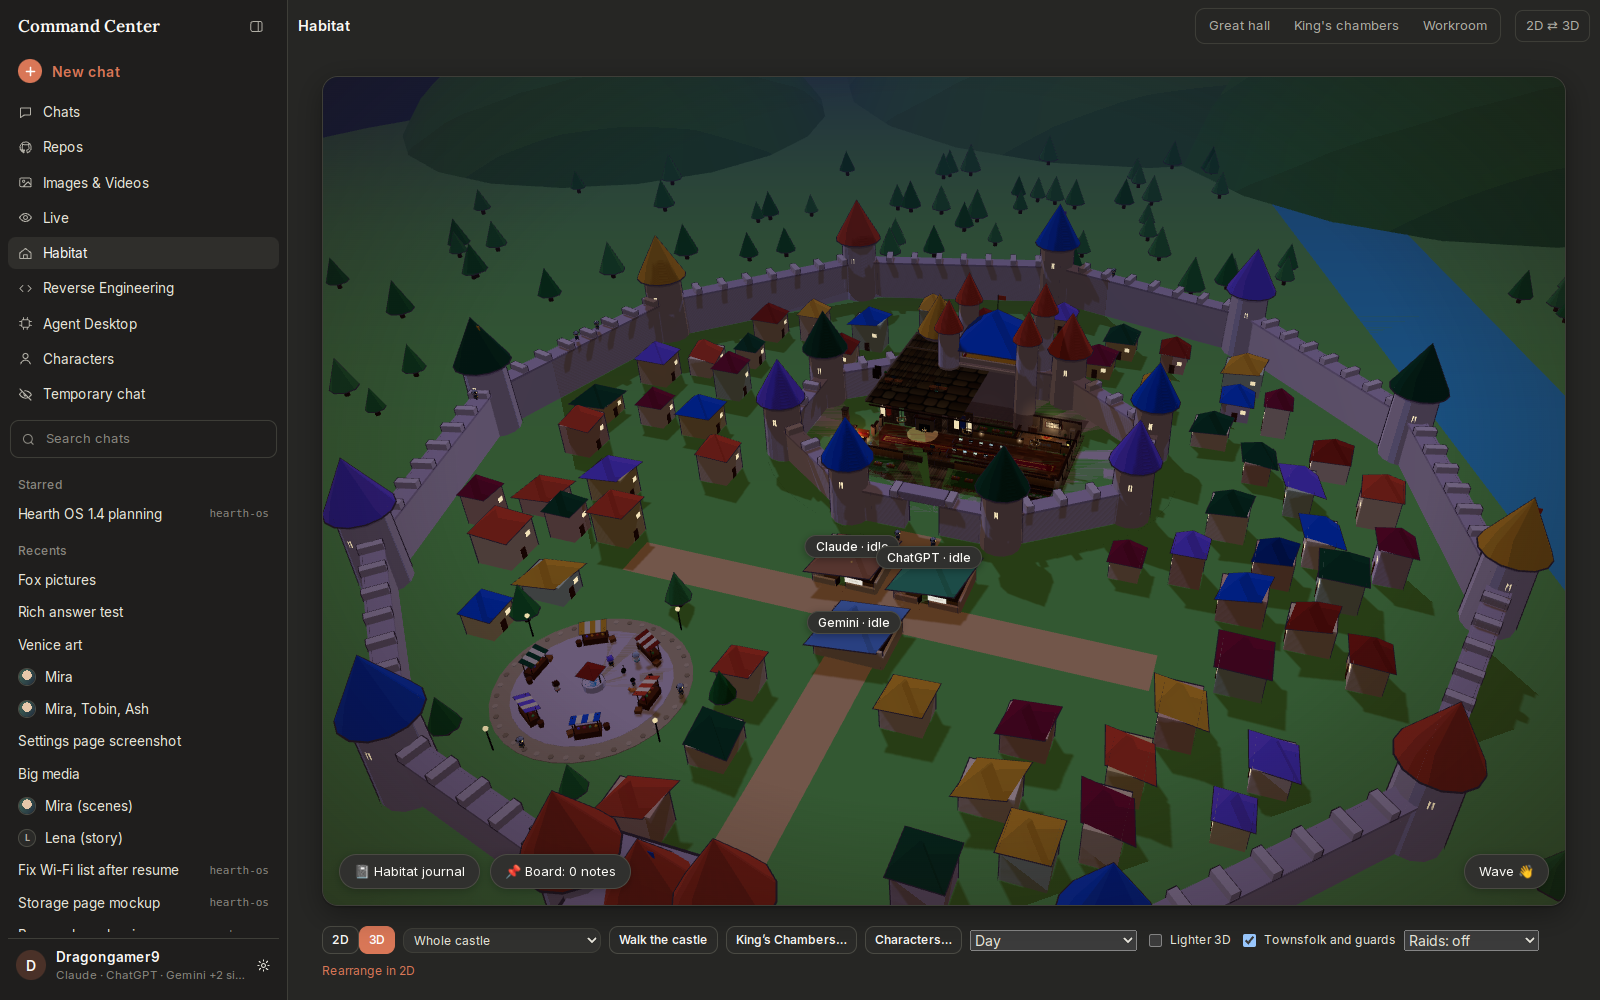 Command Center
New chat
Chats
Repos
Images & Videos
Live
Habitat
Reverse Engineering
Agent Desktop
Characters
Temporary chat
Search chats
Starred
Hearth OS 1.4 planning hearth-os
Recents
Fox pictures
Rich answer test
Venice art
Mira
Mira, Tobin, Ash
Settings page screenshot
Big media
Mira (scenes)
L Lena (story)
Fix Wi-Fi list after resume hearth-os
Storage page mockup hearth-os
D Dragongamer9
Claude · ChatGPT · Gemini +2 si...
Habitat
Great hall King's chambers Workroom 2D ⇄ 3D
Claude · idle
ChatGPT · idle
Gemini · idle
Habitat journal Board: 0 notes Wave 👋
2D 3D Whole castle Walk the castle King's Chambers... Characters... Day Lighter 3D Townsfolk and guards Raids: off
Rearrange in 2D